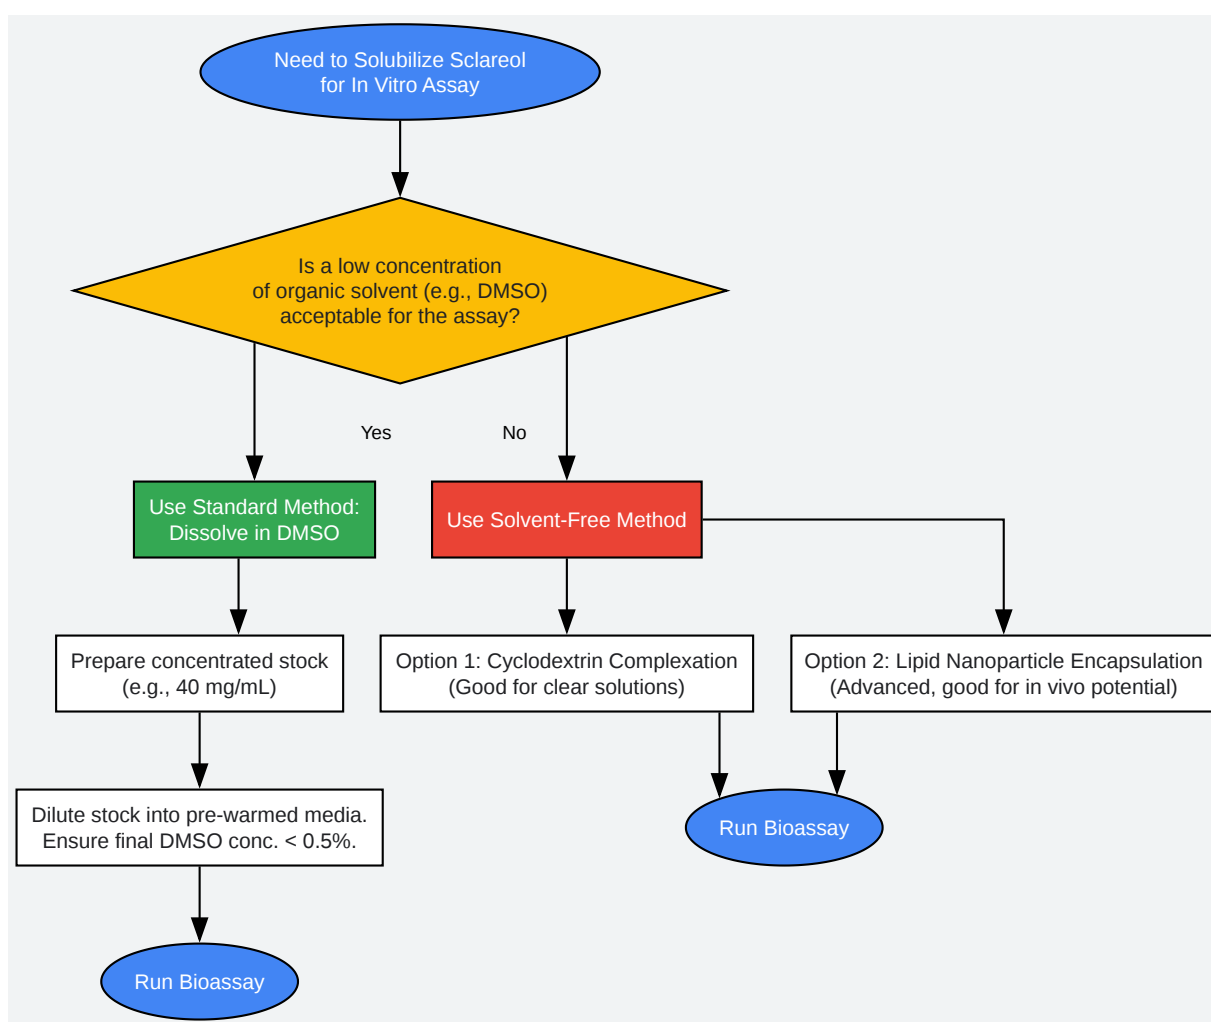 Need to Solubilize Sclareol
for In Vitro Assay
Is a low concentration
of organic solvent (e.g., DMSO)
acceptable for the assay?
Yes
No
Use Standard Method:
Dissolve in DMSO
Use Solvent-Free Method
Prepare concentrated stock
(e.g., 40 mg/mL)
Option 1: Cyclodextrin Complexation
(Good for clear solutions)
Option 2: Lipid Nanoparticle Encapsulation
(Advanced, good for in vivo potential)
Dilute stock into pre-warmed media.
Ensure final DMSO conc. < 0.5%.
Run Bioassay
Run Bioassay